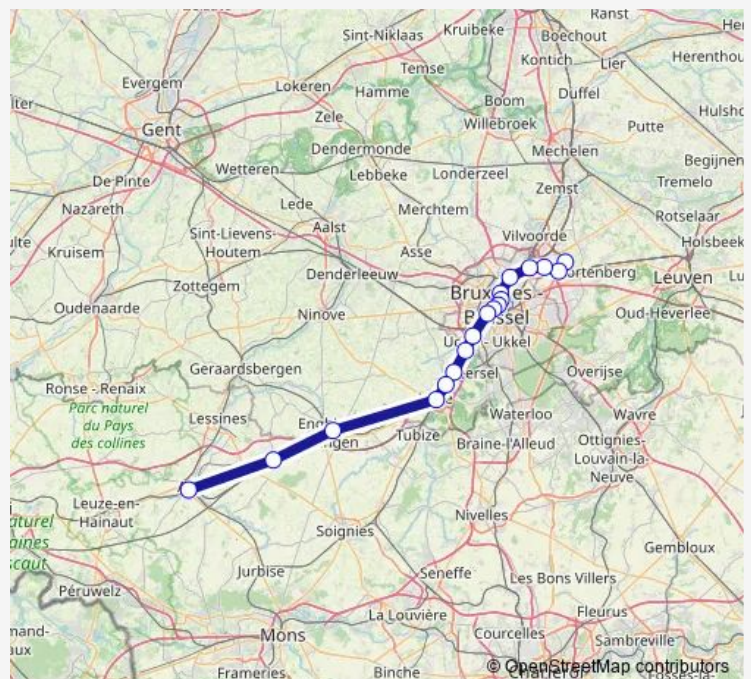 Ranst
Sint-Niklaas
Kruibeke
Boechout
Kontich
Lier
Herenthou
Evergem
Temse
Lokeren
Hamme
Duffel
Boom
Zele
Willebroek
Hulsho
Gent
Putte
Dendermonde
Mechelen
Begijnen
Wetteren
Lebbeke
Londerzeel
De Pinte
Zemst
Tremelo
Nazareth
Lede
Merchtem
Rotselaar
Aalst
Sint-Lievens-
Houtem
Vilvoorde
Kruisem
Asse
Holsbeek
Denderleeuw
ortenberg
Leuven
Zottegem
Oudenaarde
Ninove
Oud-Heverlee
Ukkel
Geraardsbergen
ersel
Overijse
Ronse - Renaix
Parc naturel
du Pays
des collines
Lessines
Waterloo
Wavre
Tubize
Braine-l'Alleud
Ottignies-
Louvain-la-
Neuve
Leuze-en-
Hainaut
Soignies
Nivelles
Gembloux
Jurbise
Seneffe
Les Bons Villers
Péruwelz
La Louvière
Fleurus
Mons
Courcelles
Sambreville
Frameries
Binche
© OpenStreetMap contributors